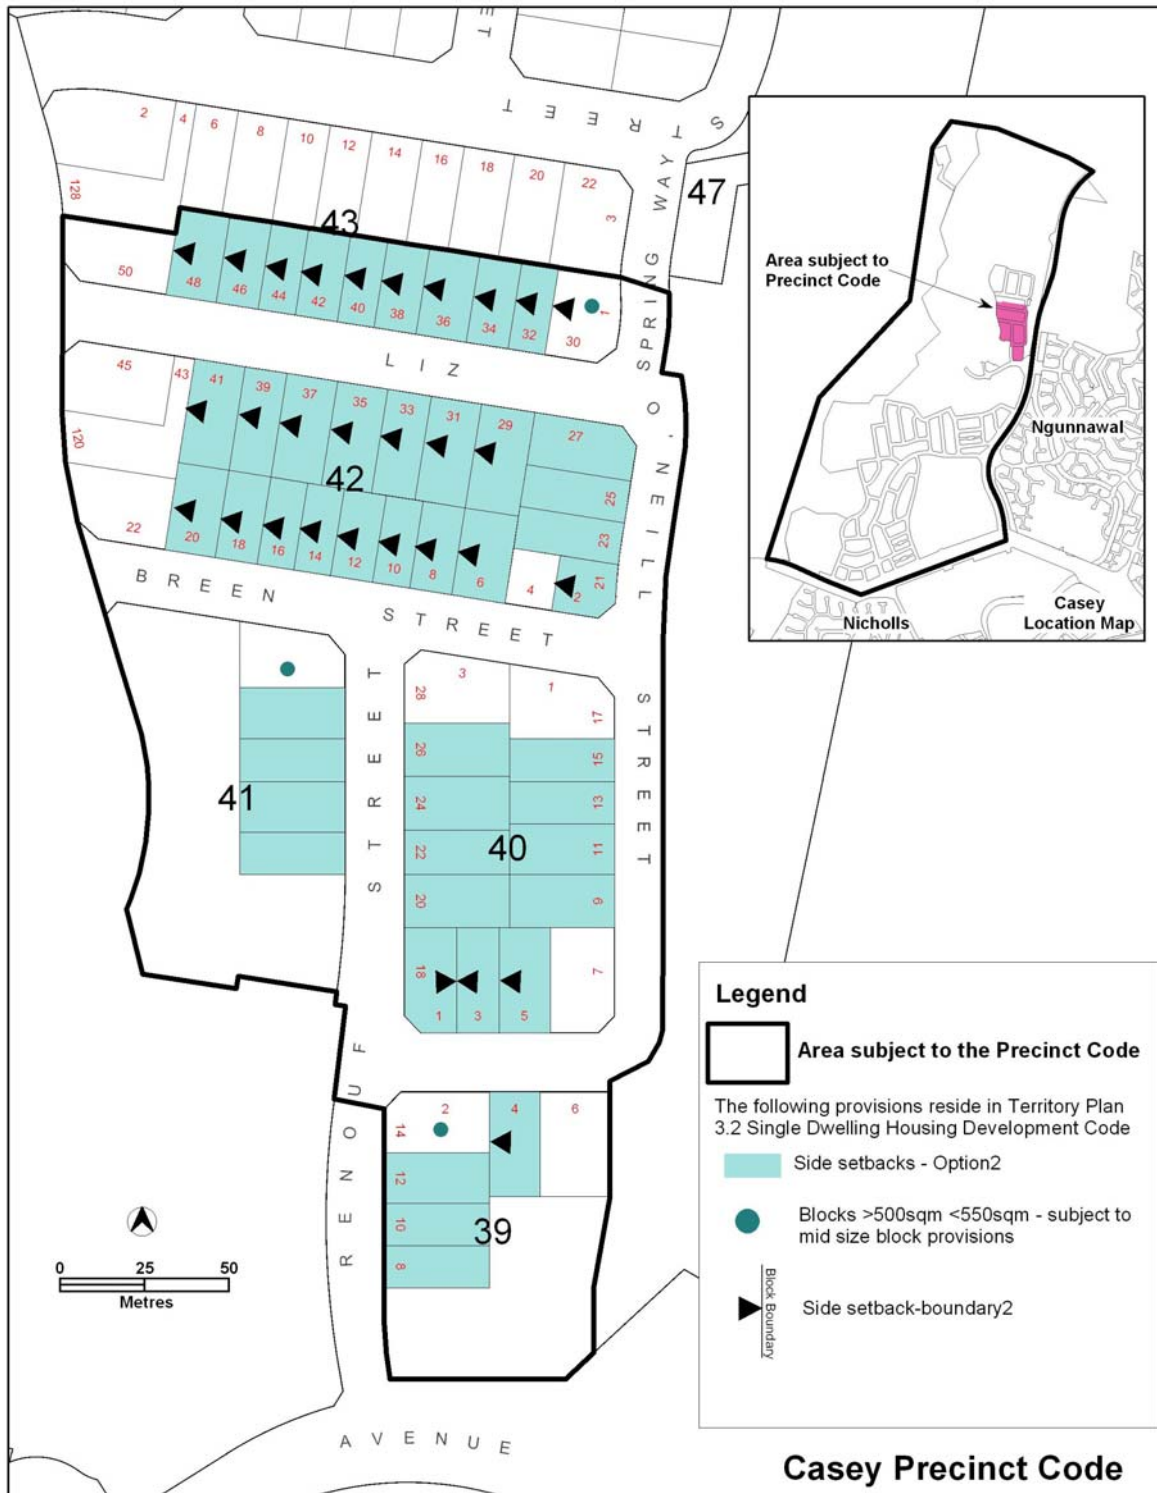 ET
STREET
2
4
6
8
10
12
14
16
18
20
22
3
128
43
47
SPRING WAY
50
48
46
44
42
40
38
36
34
32
30
1
LIZ
O'NEILL
STREET
45
43
41
39
37
35
33
31
29
27
25
23
21
120
42
22
20
18
16
14
12
10
8
6
4
2
BREEN
STREET
3
1
28
17
26
15
24
13
22
11
20
9
18
7
1
3
5
41
40
STREET
RENOUF
2
4
6
14
12
10
8
39
AVENUE
0 25 50
Metres
Area subject to
Precinct Code
Ngunnawal
Nicholls
Casey
Location Map
Legend
Area subject to the Precinct Code
The following provisions reside in Territory Plan
3.2 Single Dwelling Housing Development Code
Side setbacks - Option2
Blocks >500sqm <550sqm - subject to
mid size block provisions
Block Boundary
Side setback-boundary2
Casey Precinct Code